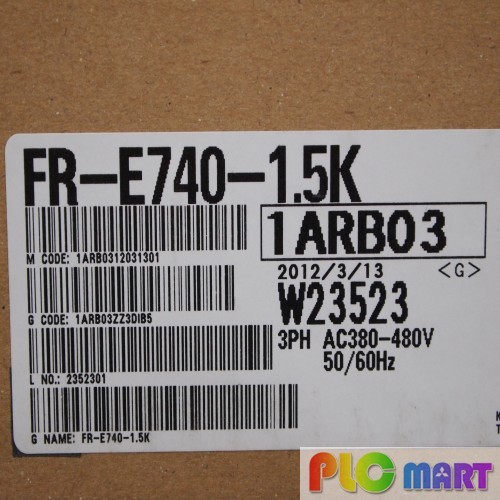 FR-E740-1.5K
1ARB03
M CODE: 1ARB0312031301
2012/3/13 <G>
W23523
G CODE: 1ARB03ZZ3DIB5
3PH AC380-480V
50/60Hz
L NO.: 2352301
G NAME: FR-E740-1.5K
PLC MART